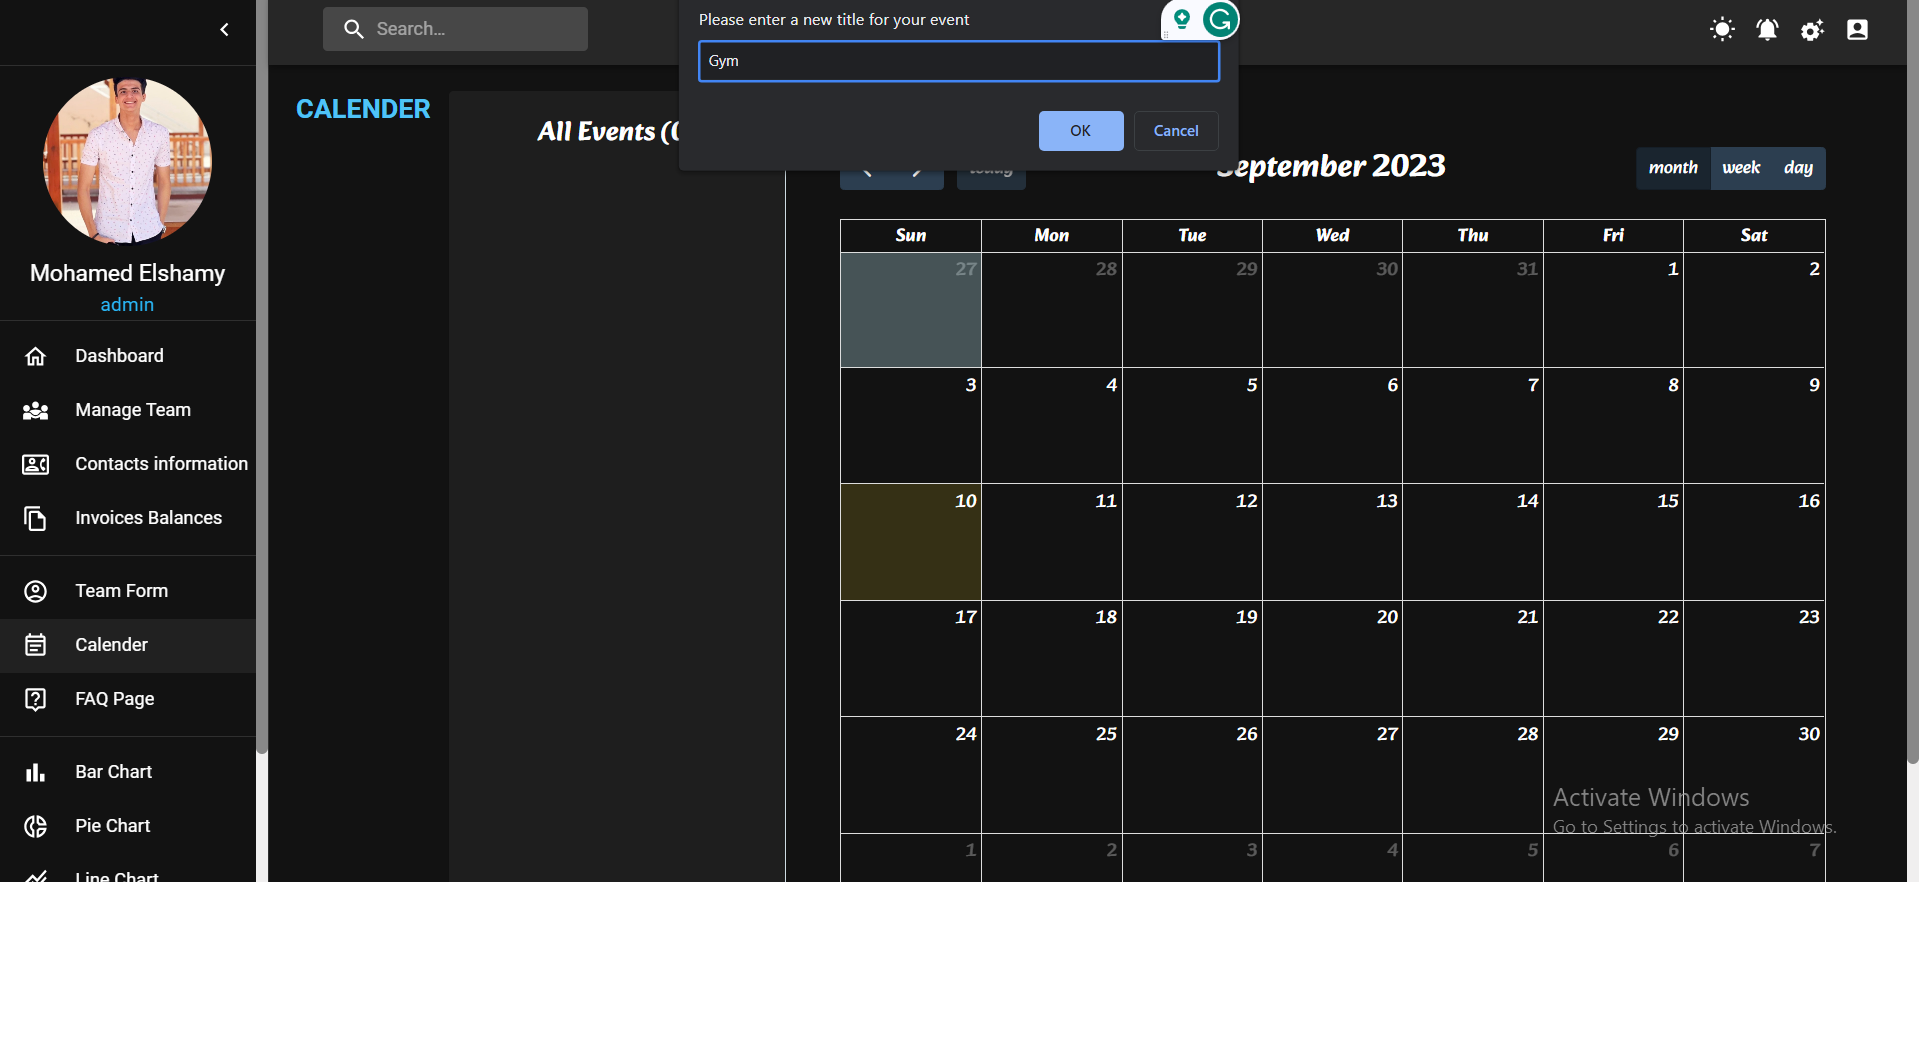 Search...
Please enter a new title for your event
Gym
OK
Cancel
Mohamed Elshamy
admin
Dashboard
Manage Team
Contacts information
Invoices Balances
Team Form
Calender
FAQ Page
Bar Chart
Pie Chart
Line Chart
CALENDER
All Events (
today
September 2023
month week day
Sun Mon Tue Wed Thu Fri Sat
27 28 29 30 31 1 2
3 4 5 6 7 8 9
10 11 12 13 14 15 16
17 18 19 20 21 22 23
24 25 26 27 28 29 30
1 2 3 4 5 6 7
Activate Windows
Go to Settings to activate Windows.